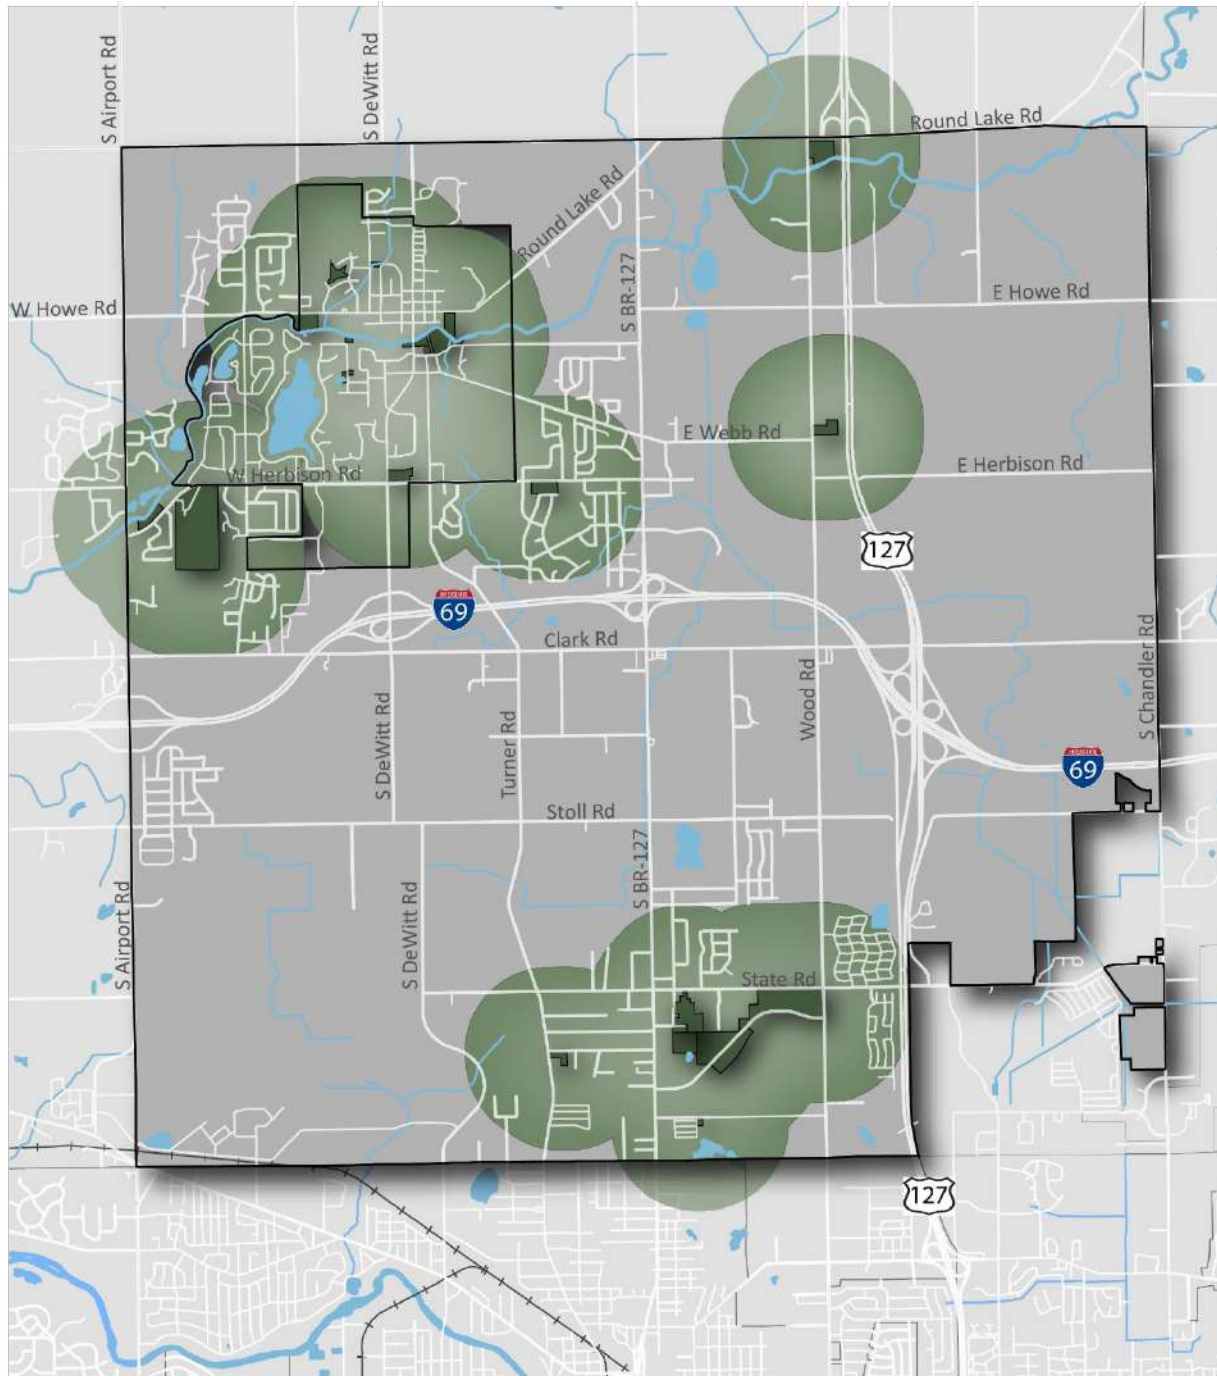 S Airport Rd
S DeWitt Rd
Round Lake Rd
Round Lake Rd
W Howe Rd
S BR-127
E Howe Rd
E Webb Rd
E Herbison Rd
W Herbison Rd
127
INTERSTATE
69
Clark Rd
S Chandler Rd
Wood Rd
S DeWitt Rd
Turner Rd
INTERSTATE
69
Stoll Rd
S BR-127
S Airport Rd
S DeWitt Rd
State Rd
127